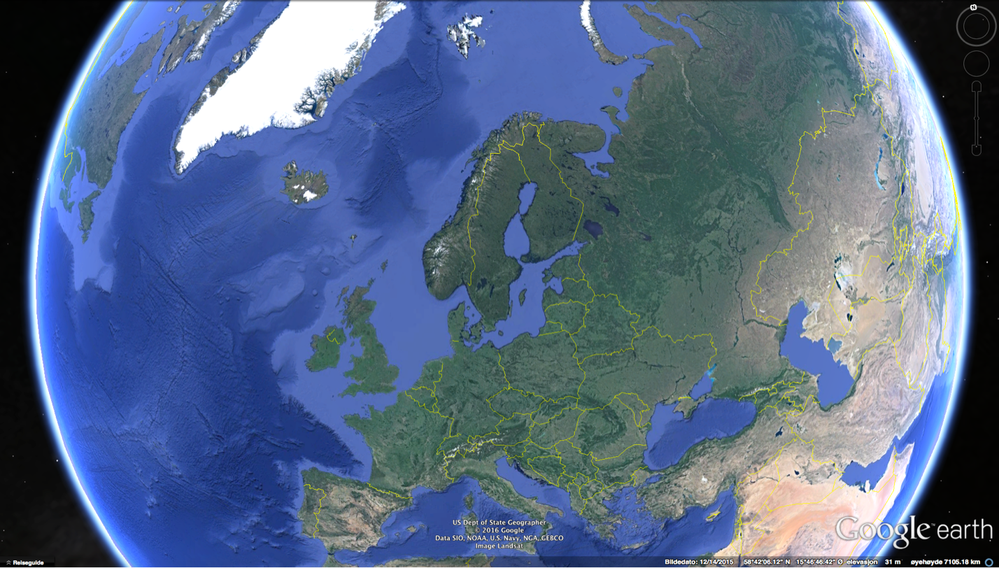 N
US Dept of State Geographer
© 2016 Google
Data SIO, NOAA, U.S. Navy, NGA, GEBCO
Image Landsat
Google™ earth
Reiseguide
Bildedato: 12/14/2015 58°42'06.12" N 15°46'46.42" Ø elevasjon 31 m øyehøyde 7105.18 km